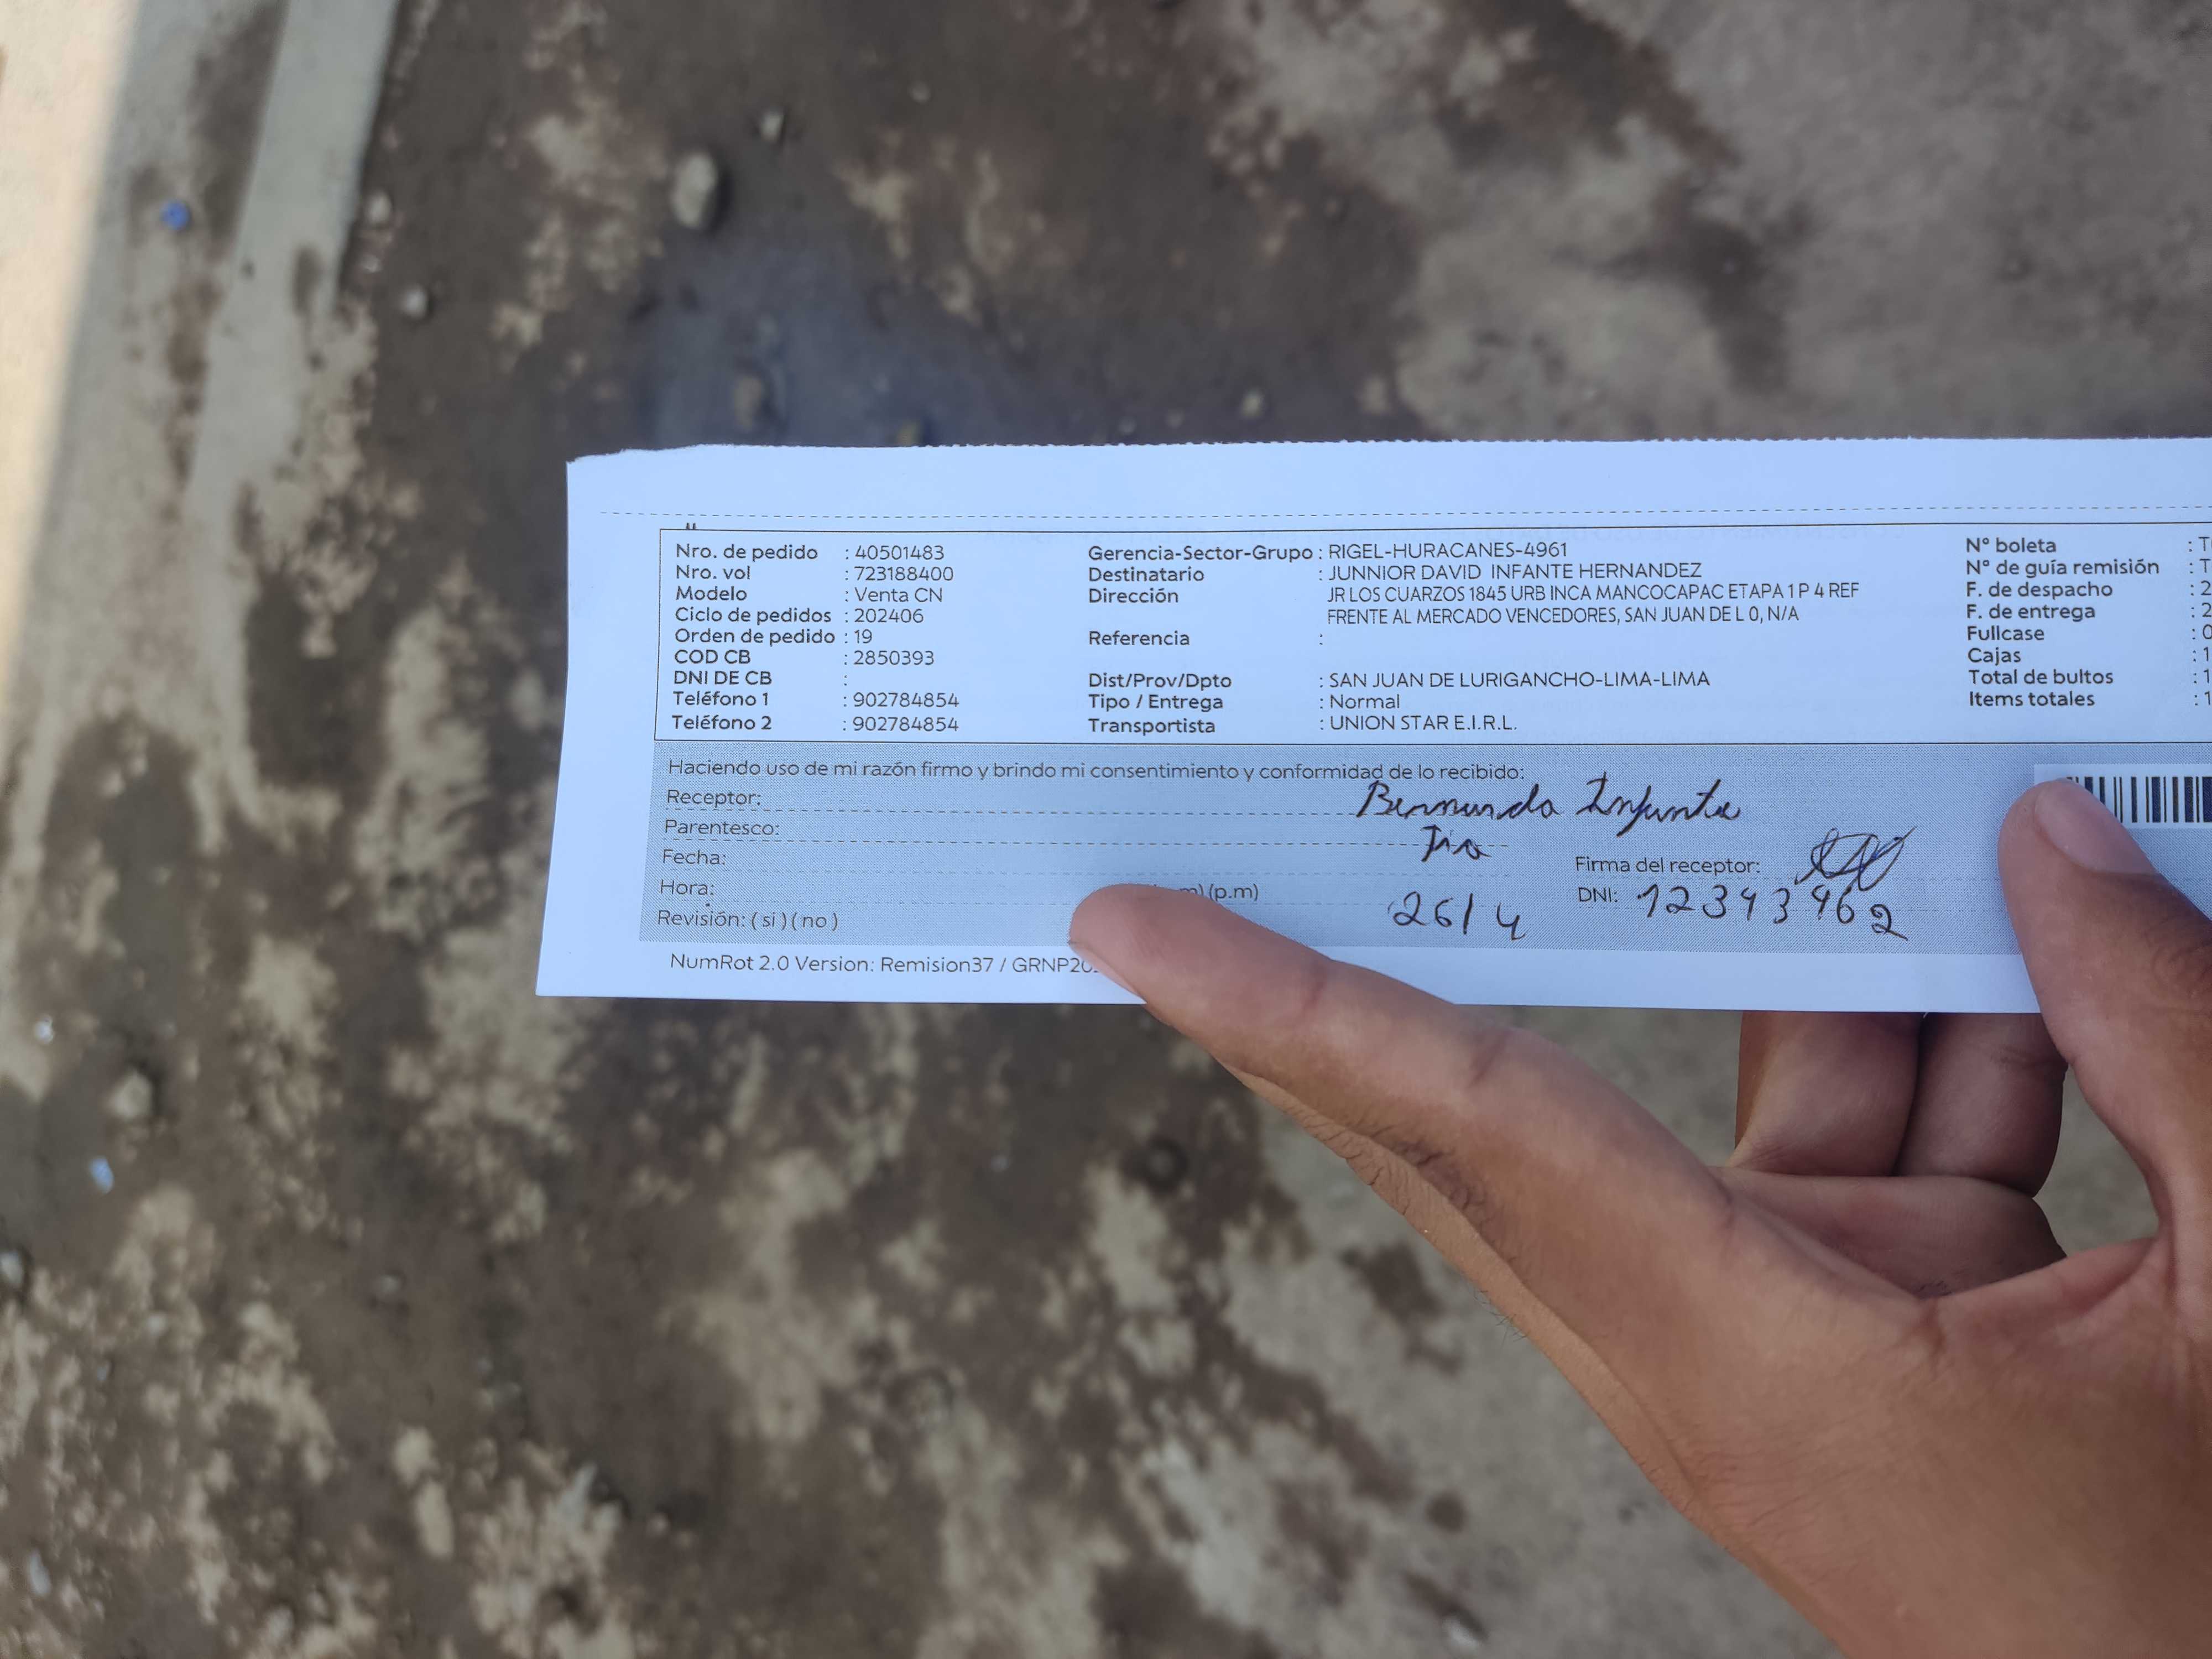 Nro. de pedido : 40501483
Nro. vol : 723188400
Modelo : Venta CN
Ciclo de pedidos : 202406
Orden de pedido : 19
COD CB : 2850393
DNI DE CB :
Teléfono 1 : 902784854
Teléfono 2 : 902784854
Gerencia-Sector-Grupo : RIGEL-HURACANES-4961
Destinatario : JUNNIOR DAVID INFANTE HERNANDEZ
Dirección JR LOS CUARZOS 1845 URB INCA MANCOCAPAC ETAPA 1 P 4 REF
FRENTE AL MERCADO VENCEDORES, SAN JUAN DE L 0, N/A
Referencia :
Dist/Prov/Dpto : SAN JUAN DE LURIGANCHO-LIMA-LIMA
Tipo / Entrega : Normal
Transportista : UNION STAR E.I.R.L.
Nº boleta : T
Nº de guía remisión : T
F. de despacho : 2
F. de entrega : 2
Fullcase : 0
Cajas : 1
Total de bultos : 1
Items totales : 1
Haciendo uso de mi razón firmo y brindo mi consentimiento y conformidad de lo recibido:
Receptor: Infante
Parentesco:
Fecha: 26/4
Hora: (p.m)
Revisión: ( si ) ( no )
Firma del receptor:
DNI:
NumRot 2.0 Version: Remision37 / GRNP20